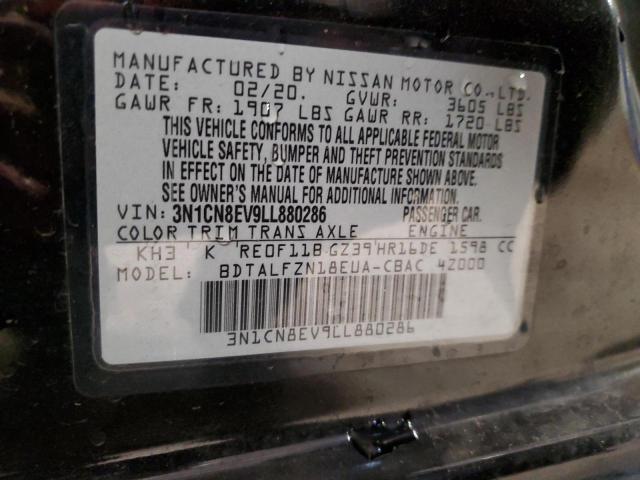 MANUFACTURED BY NISSAN MOTOR CO.,LTD.
DATE: 02/20. GVWR: 3605 LBS
GAWR FR: 1907 LBS GAWR RR: 1720 LBS
THIS VEHICLE CONFORMS TO ALL APPLICABLE FEDERAL MOTOR
VEHICLE SAFETY, BUMPER AND THEFT PREVENTION STANDARDS
IN EFFECT ON THE DATE OF MANUFACTURE SHOWN ABOVE.
SEE OWNER'S MANUAL FOR ADDITIONAL INFORMATION.
VIN: 3N1CN8EV9LL880286 PASSENGER CAR.
COLOR TRIM TRANS AXLE ENGINE
KH3 K RE0F11B GZ39 HR16DE 1598 CC
MODEL: BDTALFZN18EUA-CBAC 42000
3N1CN8EV9LL880286